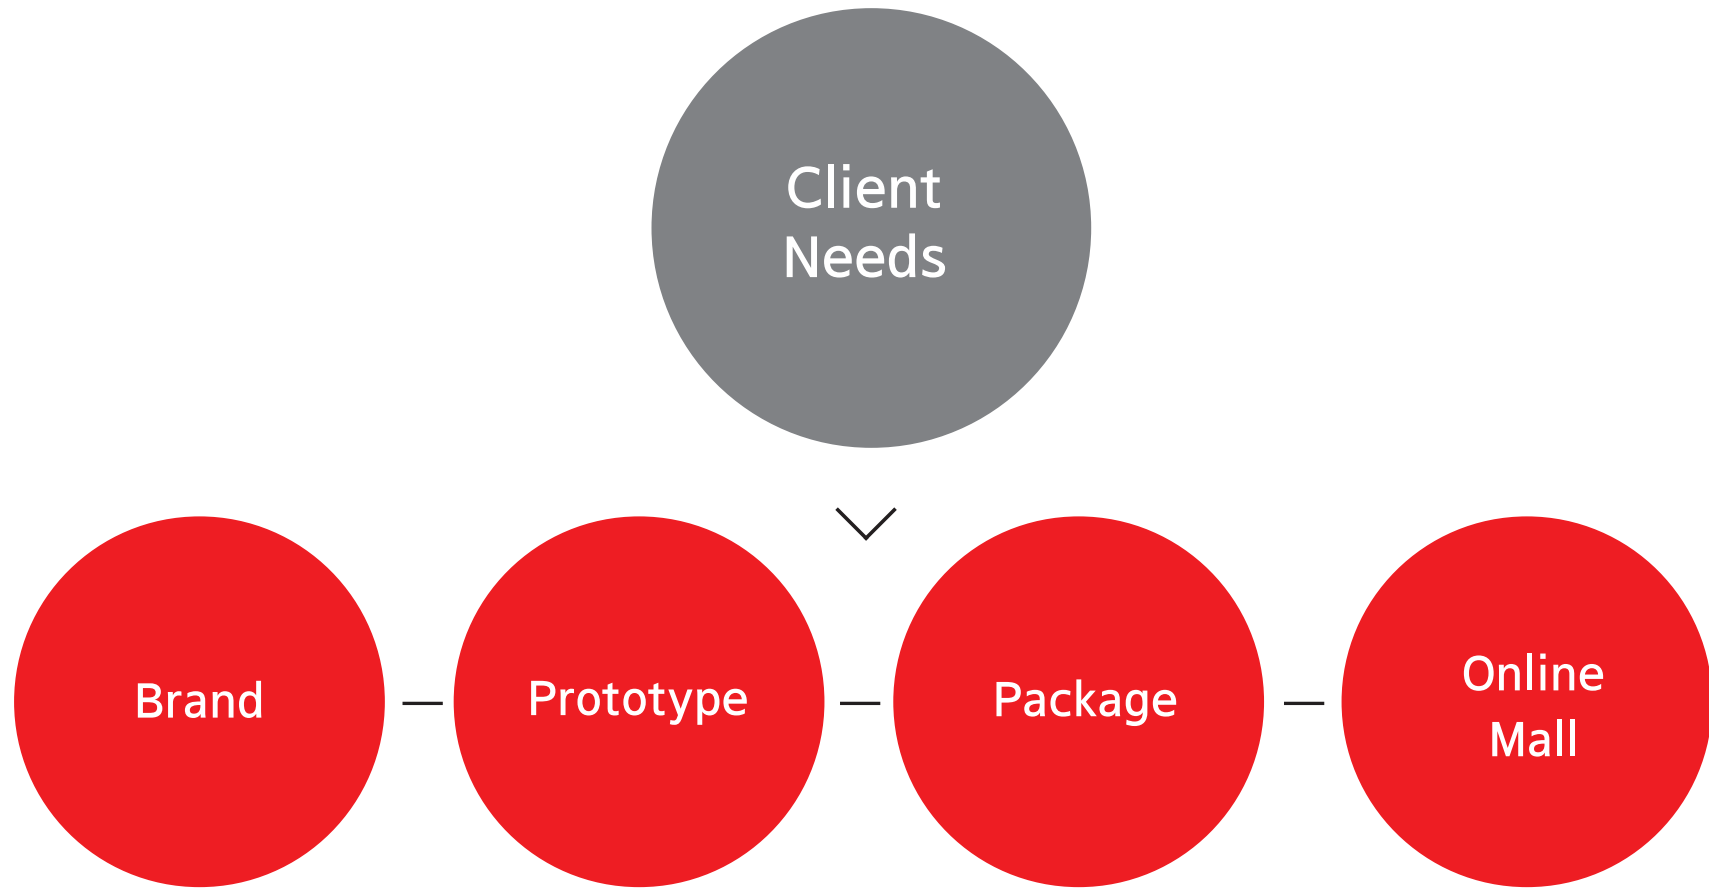 Client
Needs
Brand
Prototype
Package
Online
Mall